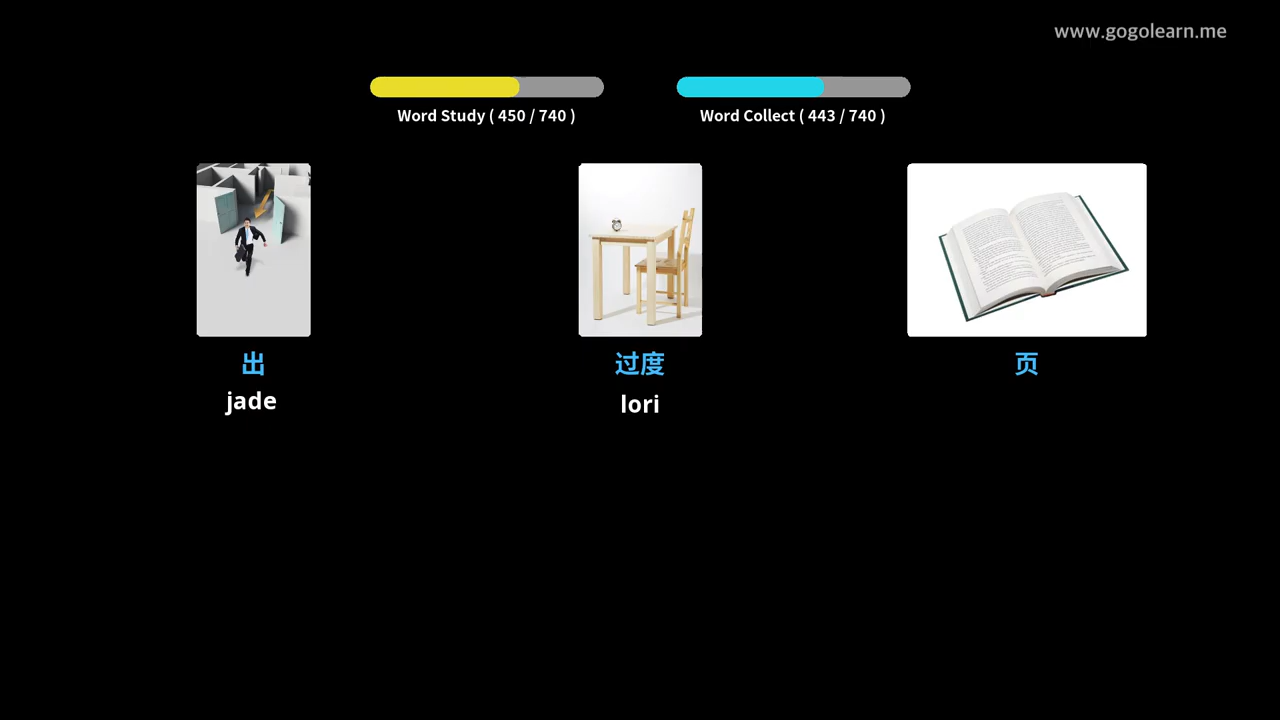 www.gogolearn.me
Word Study ( 450 / 740 )
Word Collect ( 443 / 740 )
出
过度
页
jade
lori